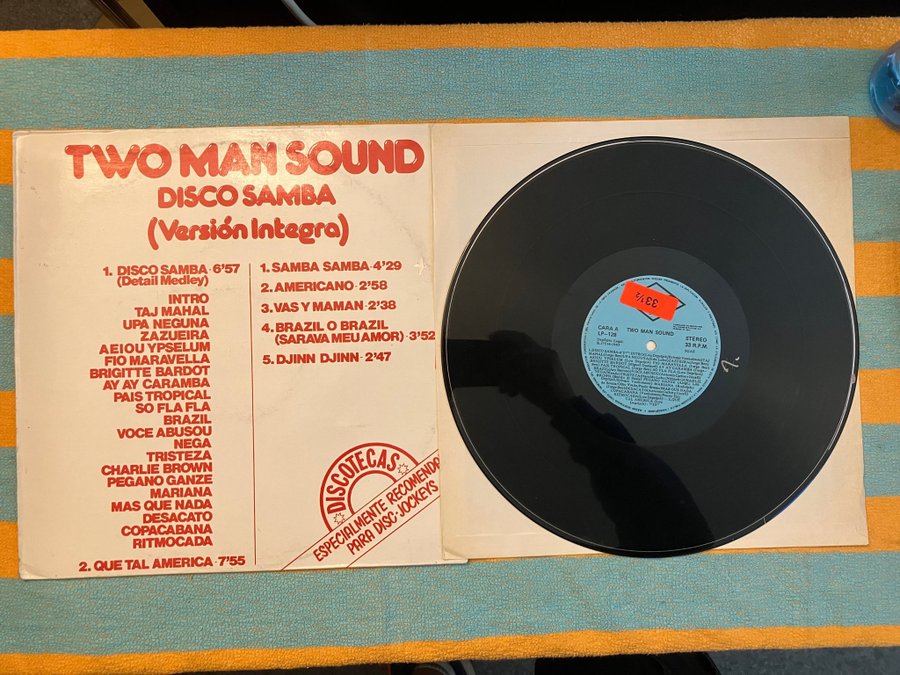 TWO MAN SOUND
DISCO SAMBA
(Versión Integra)
1. DISCO SAMBA·6'57
(Detail Medley)
INTRO
TAJ MAHAL
UPA NEGUNA
ZAZUEIRA
AEIOU YPSELUM
FIO MARAVELLA
BRIGITTE BARDOT
AY AY CARAMBA
PAIS TROPICAL
SO FLA FLA
BRAZIL
VOCE ABUSOU
NEGA
TRISTEZA
CHARLIE BROWN
PEGANO GANZE
MARIANA
MAS QUE NADA
DESACATO
COPACABANA
RITMOCADA
2. QUE TAL AMERICA·7'55
1. SAMBA SAMBA·4'29
2. AMERICANO·2'58
3. VAS Y MAMAN·2'38
4. BRAZIL O BRAZIL
(SARAVA MEU AMOR)·3'52
5. DJINN DJINN·2'47
DISCOTECAS
ESPECIALMENTE RECOMENDA
PARA DISC-JOCKEYS
33 1/2
CARA A
LP-128
TWO MAN SOUND
STEREO
33 R.P.M.